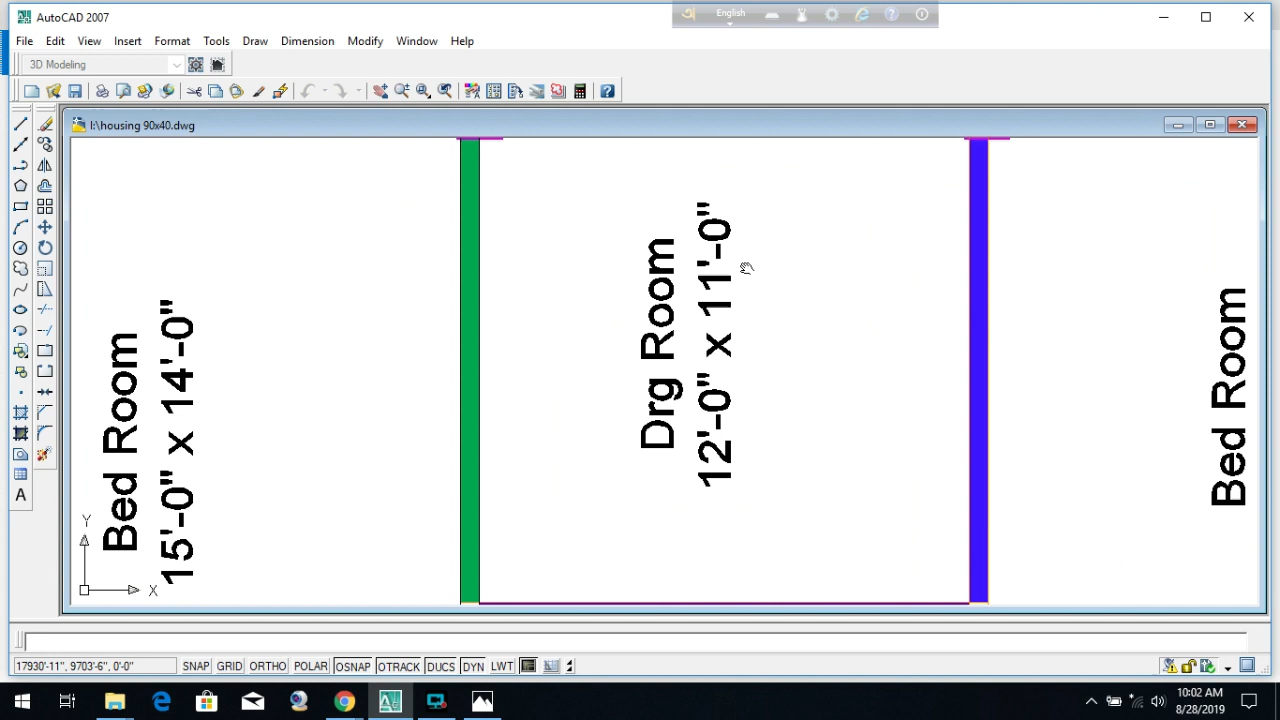 AutoCAD 2007
English
File Edit View Insert Format Tools Draw Dimension Modify Window Help
3D Modeling
I:\housing 90x40.dwg
Bed Room
15'-0" x 14'-0"
Drg Room
12'-0" x 11'-0"
Bed Room
Y
X
A
17930'-11", 9703'-6", 0'-0" SNAP GRID ORTHO POLAR OSNAP OTRACK DUCS DYN LWT
10:02 AM
8/28/2019